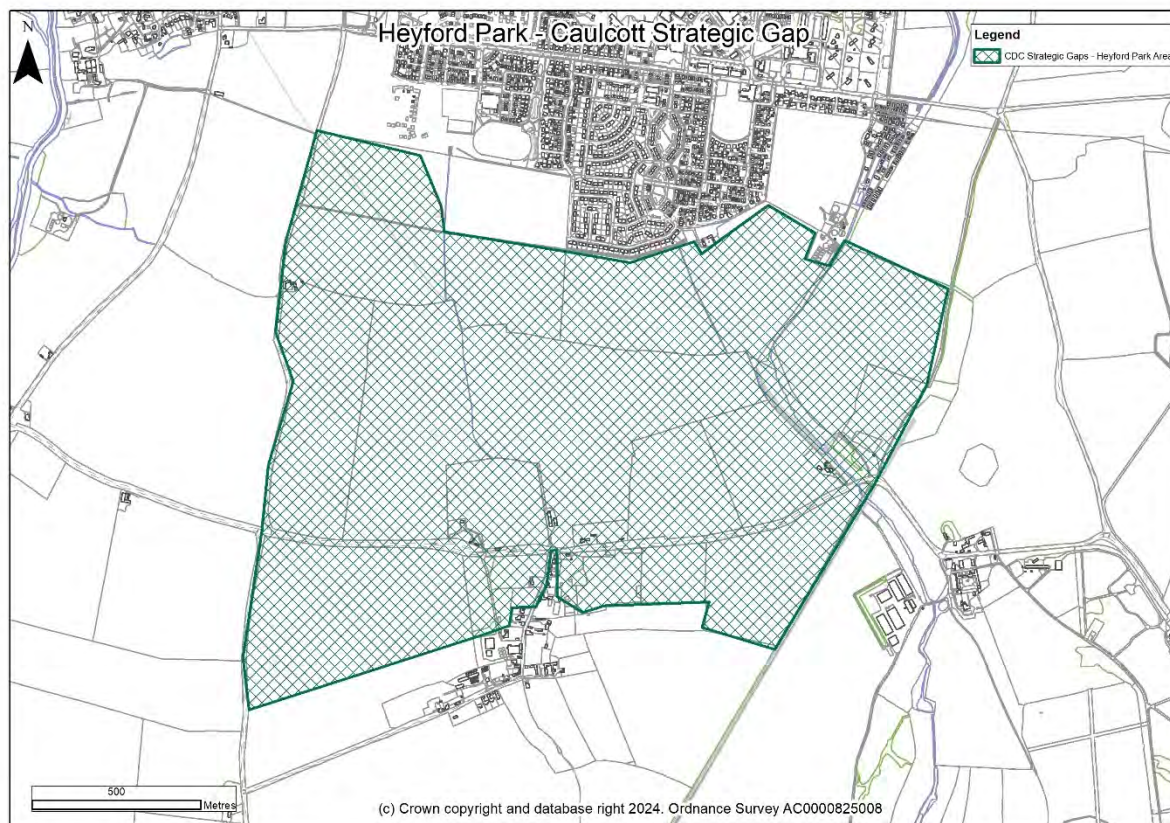 Heyford Park - Caulcott Strategic Gap
N
Legend
CDC Strategic Gaps - Heyford Park Area
500
Metres
(c) Crown copyright and database right 2024. Ordnance Survey AC0000825008